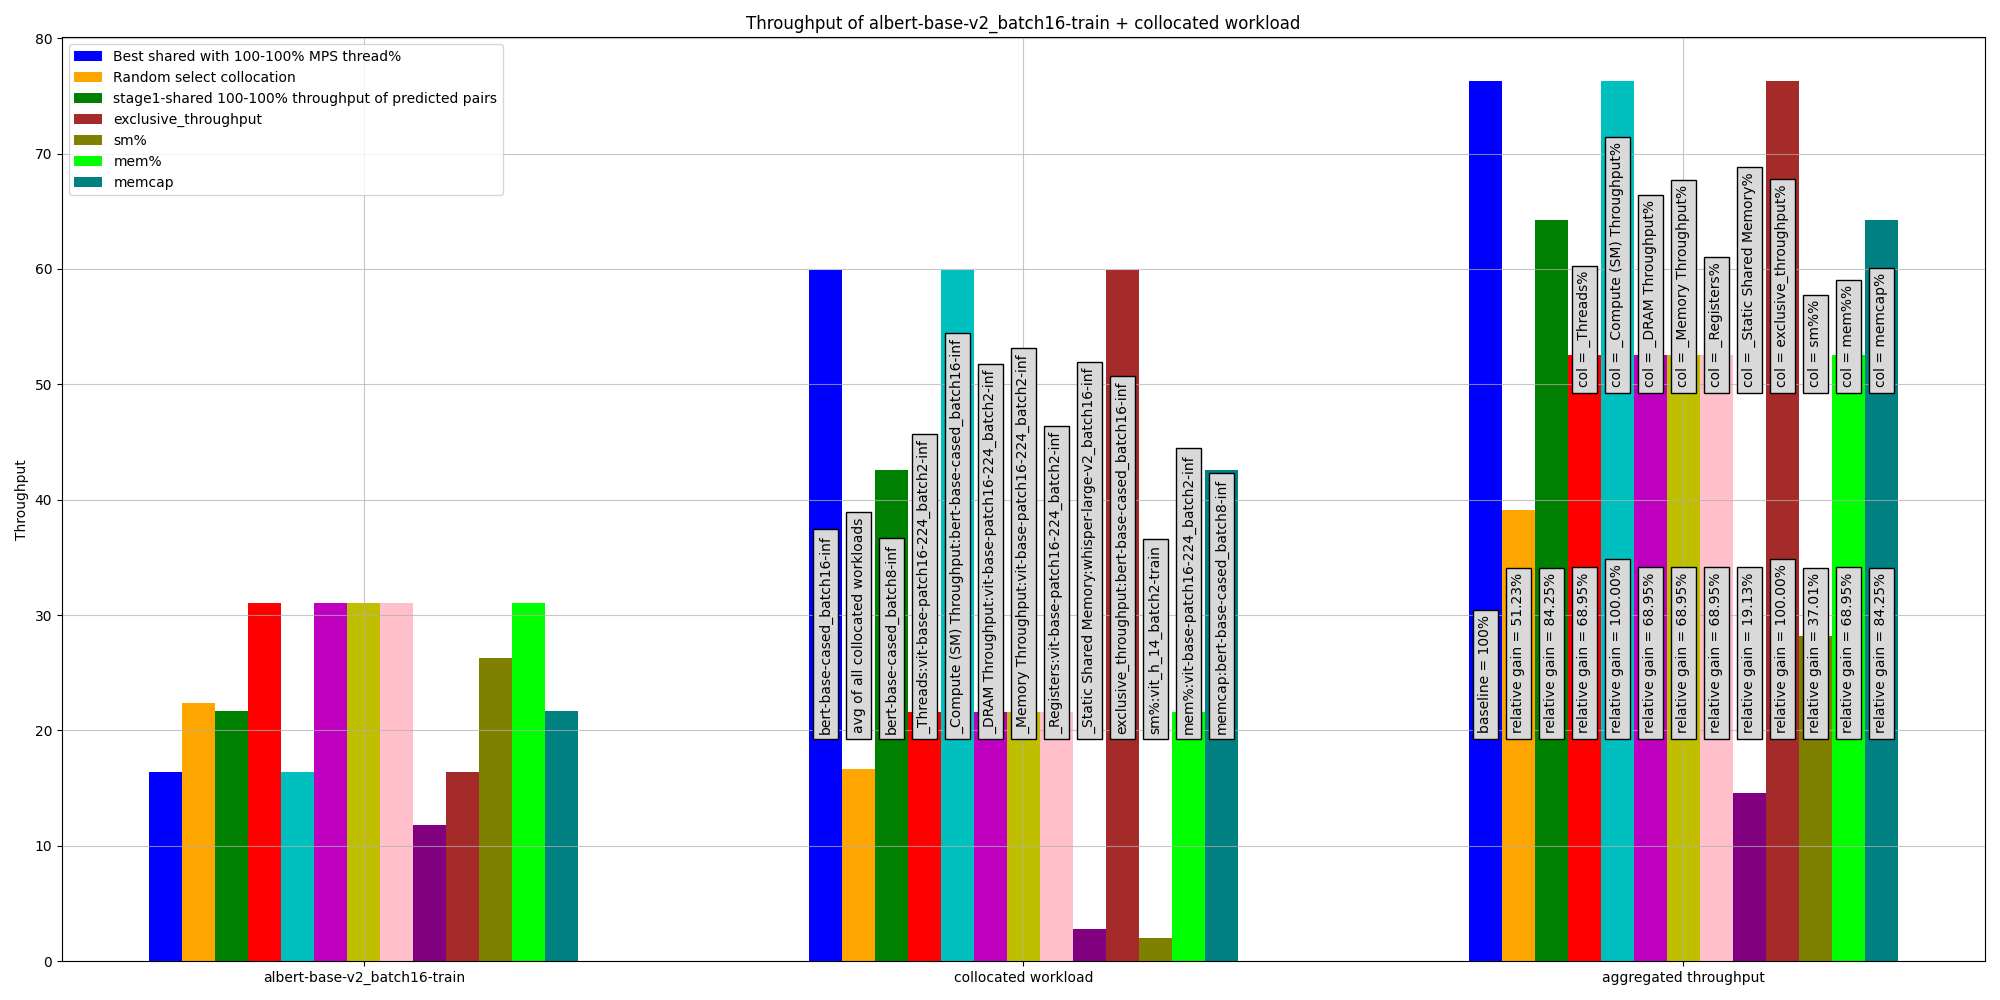 Throughput of albert-base-v2_batch16-train + collocated workload
Best shared with 100-100% MPS thread%
Random select collocation
stage1-shared 100-100% throughput of predicted pairs
exclusive_throughput
sm%
mem%
memcap
Throughput
80
70
60
50
40
30
20
10
0
bert-base-cased_batch16-inf
avg of all collocated workloads
bert-base-cased_batch8-inf
_Threads:vit-base-patch16-224_batch2-inf
_Compute (SM) Throughput:bert-base-cased_batch16-inf
_DRAM Throughput:vit-base-patch16-224_batch2-inf
_Memory Throughput:vit-base-patch16-224_batch2-inf
_Registers:vit-base-patch16-224_batch2-inf
_Static Shared Memory:whisper-large-v2_batch16-inf
exclusive_throughput:bert-base-cased_batch16-inf
sm%:vit_h_14_batch2-train
mem%:vit-base-patch16-224_batch2-inf
memcap:bert-base-cased_batch8-inf
col = _Threads%
col = _Compute (SM) Throughput%
col = _DRAM Throughput%
col = _Memory Throughput%
col = _Registers%
col = _Static Shared Memory%
col = exclusive_throughput%
col = sm%%
col = mem%%
col = memcap%
baseline = 100%
relative gain = 51.23%
relative gain = 84.25%
relative gain = 68.95%
relative gain = 100.00%
relative gain = 68.95%
relative gain = 68.95%
relative gain = 68.95%
relative gain = 19.13%
relative gain = 100.00%
relative gain = 37.01%
relative gain = 68.95%
relative gain = 84.25%
albert-base-v2_batch16-train
collocated workload
aggregated throughput